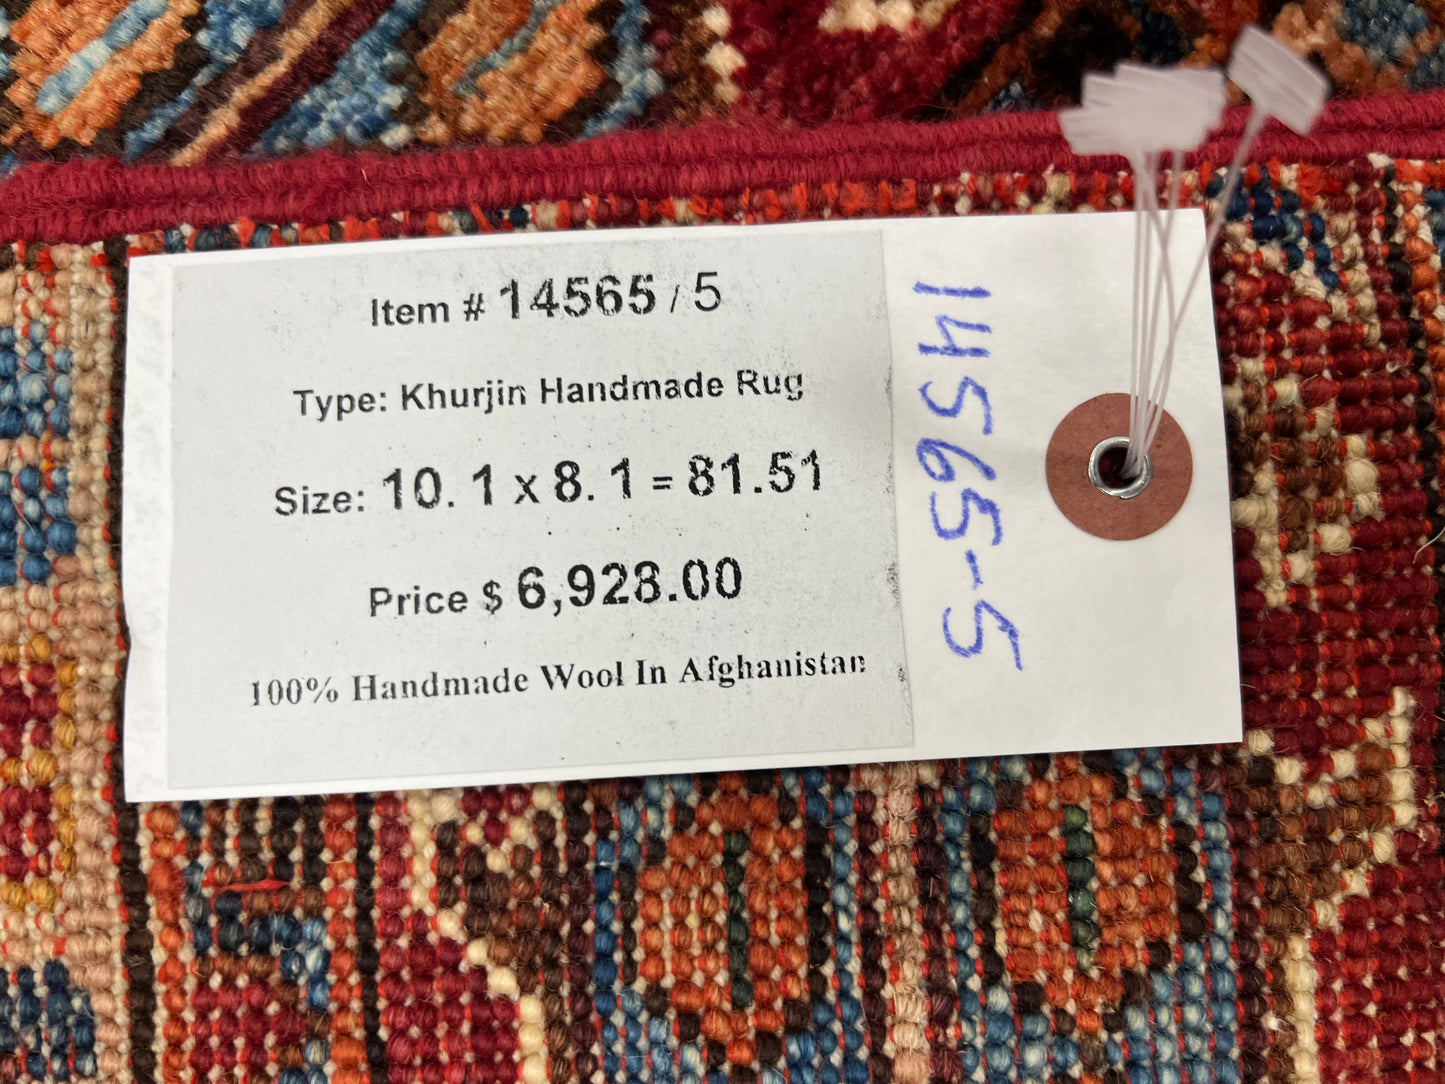 Item # 14565 / 5
Type: Khurjin Handmade Rug
Size: 10. 1 x 8. 1 = 81.51
Price $ 6,928.00
100% Handmade Wool In Afghanistan
14565-5